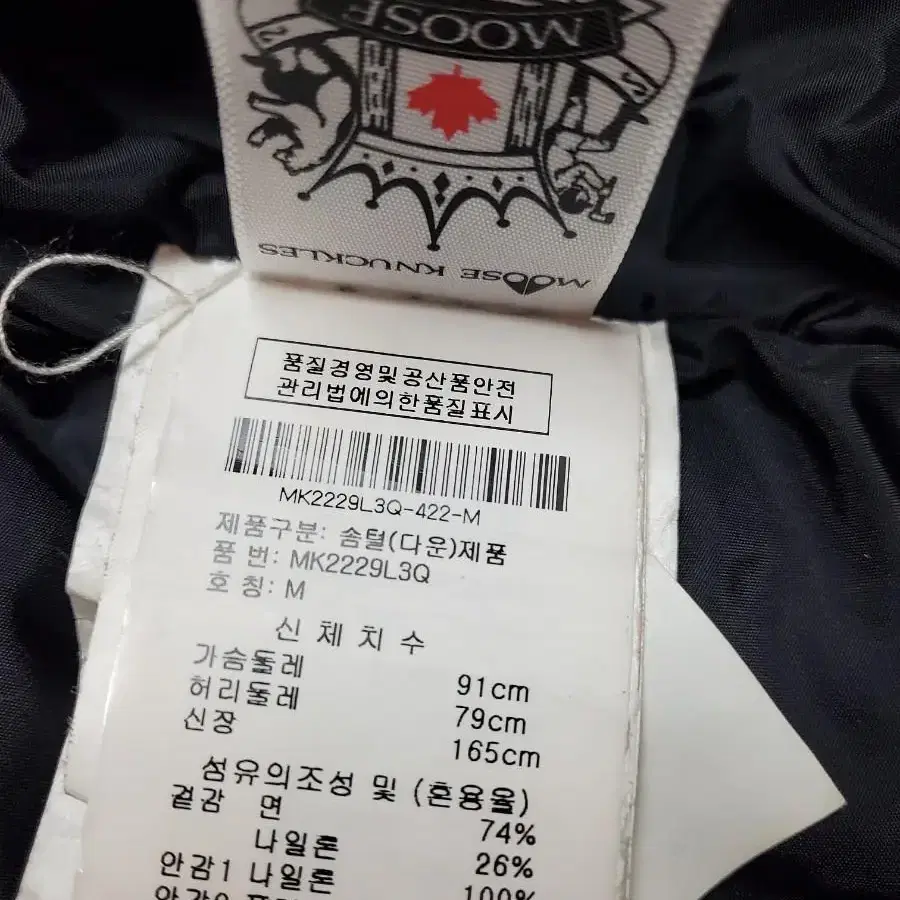 MOOSE
MOOSE KNUCKLES
품질경영및공산품안전
관리법에의한품질표시
MK2229L3Q-422-M
제품구분: 솜털(다운)제품
품 번: MK2229L3Q
호 칭: M
신 체 치 수
가슴둘레 91cm
허리둘레 79cm
신장 165cm
섬유의조성 및 (혼용율)
겉감 면 74%
나일론 26%
안감1 나일론 100%